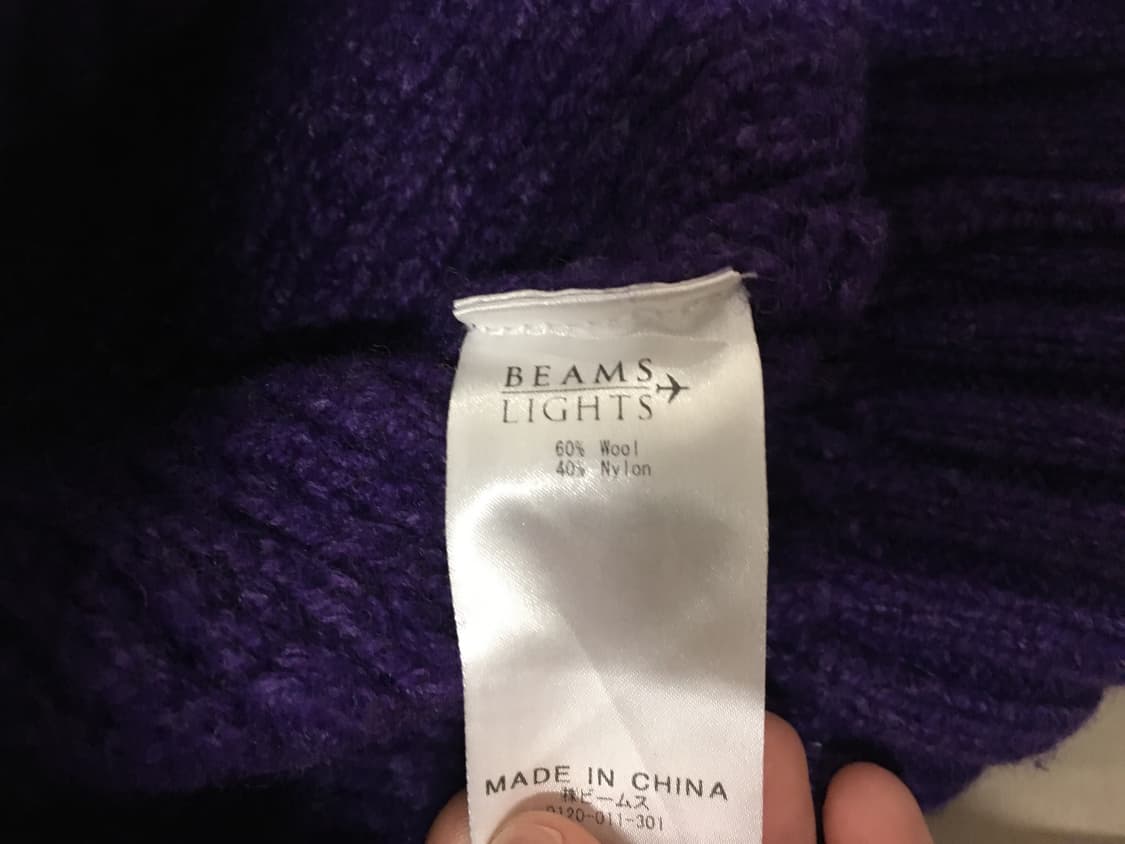 BEAMS
LIGHTS
60% Wool
40% Nylon
MADE IN CHINA
㈱ビームス
0120-011-301